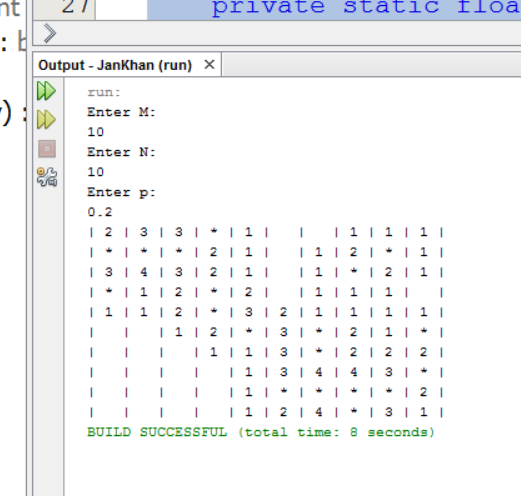 nt
27 private static floa
: b
Output - JanKhan (run) ×
) :
run:
Enter M:
10
Enter N:
10
Enter p:
0.2
| 2 | 3 | 3 | * | 1 |   |   | 1 | 1 | 1 |
| * | * | * | 2 | 1 |   | 1 | 2 | * | 1 |
| 3 | 4 | 3 | 2 | 1 |   | 1 | * | 2 | 1 |
| * | 1 | 2 | * | 2 |   | 1 | 1 | 1 |   |
| 1 | 1 | 2 | * | 3 | 2 | 1 | 1 | 1 | 1 |
|   |   | 1 | 2 | * | 3 | * | 2 | 1 | * |
|   |   |   | 1 | 1 | 3 | * | 2 | 2 | 2 |
|   |   |   |   | 1 | 3 | 4 | 4 | 3 | * |
|   |   |   |   | 1 | * | * | * | * | 2 |
|   |   |   |   | 1 | 2 | 4 | * | 3 | 1 |
BUILD SUCCESSFUL (total time: 8 seconds)